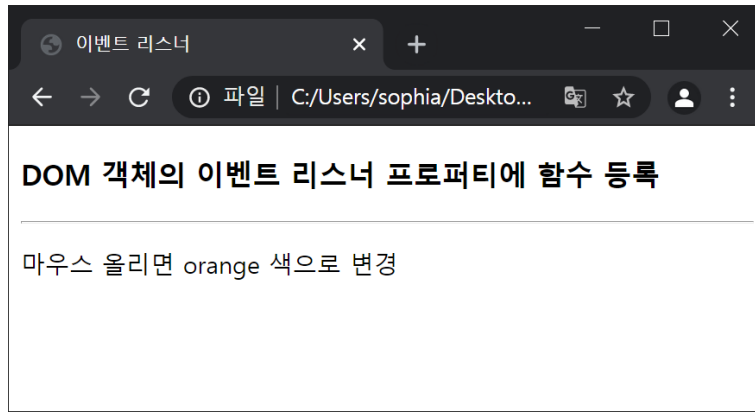 이벤트 리스너
파일 | C:/Users/sophia/Deskto...
DOM 객체의 이벤트 리스너 프로퍼티에 함수 등록
마우스 올리면 orange 색으로 변경